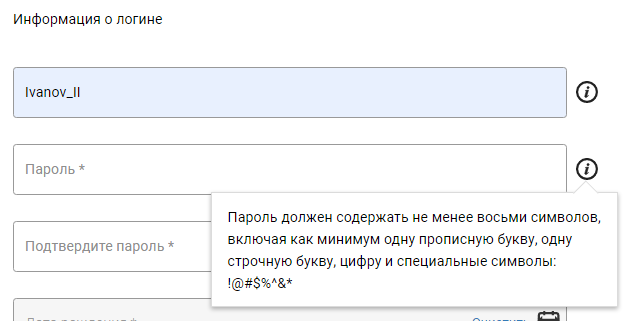 Информация о логине
Ivanov_II
Пароль *
Пароль должен содержать не менее восьми символов,
включая как минимум одну прописную букву, одну
строчную букву, цифру и специальные символы:
!@#$%^&*
Подтвердите пароль *
Дата рождения *
Очистить